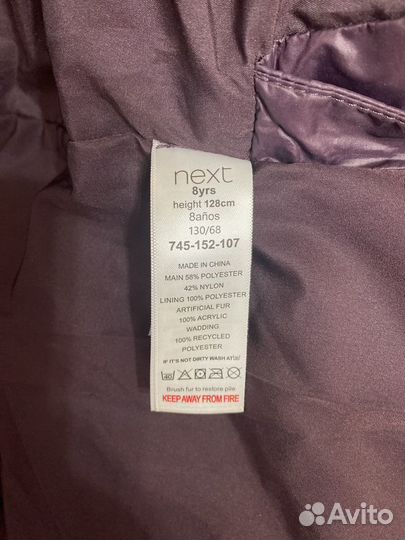 next
8yrs
height 128cm
8años
130/68
745-152-107
MADE IN CHINA
MAIN 58% POLYESTER
42% NYLON
LINING 100% POLYESTER
ARTIFICIAL FUR
100% ACRYLIC
WADDING
100% RECYCLED
POLYESTER
IF IT'S NOT DIRTY WASH AT
40
Brush fur to restore pile
KEEP AWAY FROM FIRE
Avito